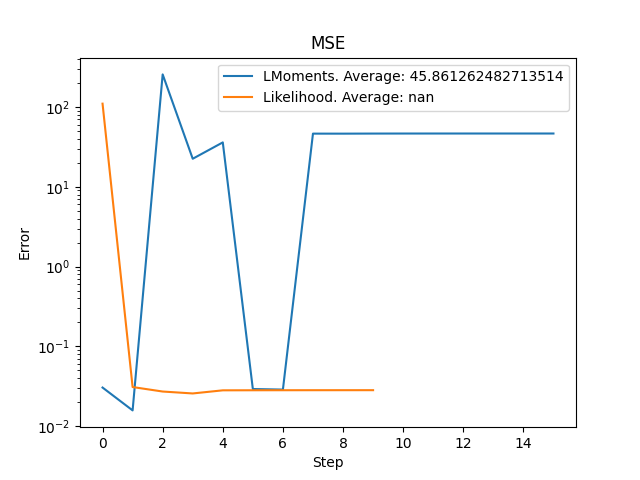 MSE
LMoments. Average: 45.861262482713514
Likelihood. Average: nan
Error
10²
10¹
10⁰
10⁻¹
10⁻²
0 2 4 6 8 10 12 14
Step